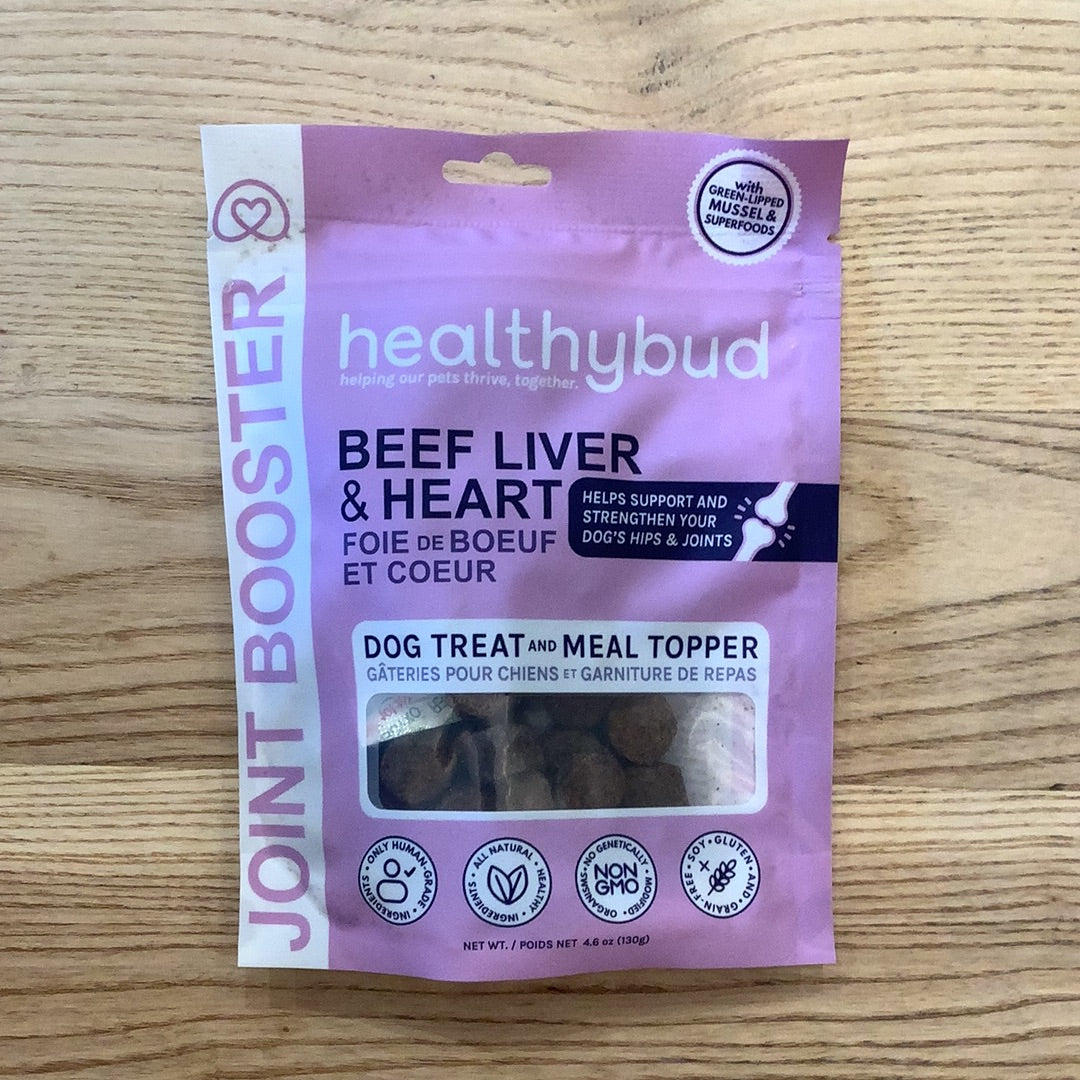 JOINT BOOSTER
with
GREEN-LIPPED
MUSSEL &
SUPERFOODS
healthybud
helping our pets thrive, together.
BEEF LIVER
& HEART
FOIE DE BOEUF
ET COEUR
HELPS SUPPORT AND
STRENGTHEN YOUR
DOG'S HIPS & JOINTS
DOG TREAT AND MEAL TOPPER
GÂTERIES POUR CHIENS ET GARNITURE DE REPAS
• ONLY HUMAN-GRADE • INGREDIENTS
ALL NATURAL • HEALTHY • INGREDIENTS •
NO GENETICALLY • MODIFIED • ORGANISMS •
NON
GMO
• SOY • GLUTEN • AND GRAIN-FREE
NET WT. / POIDS NET 4.6 oz (130g)